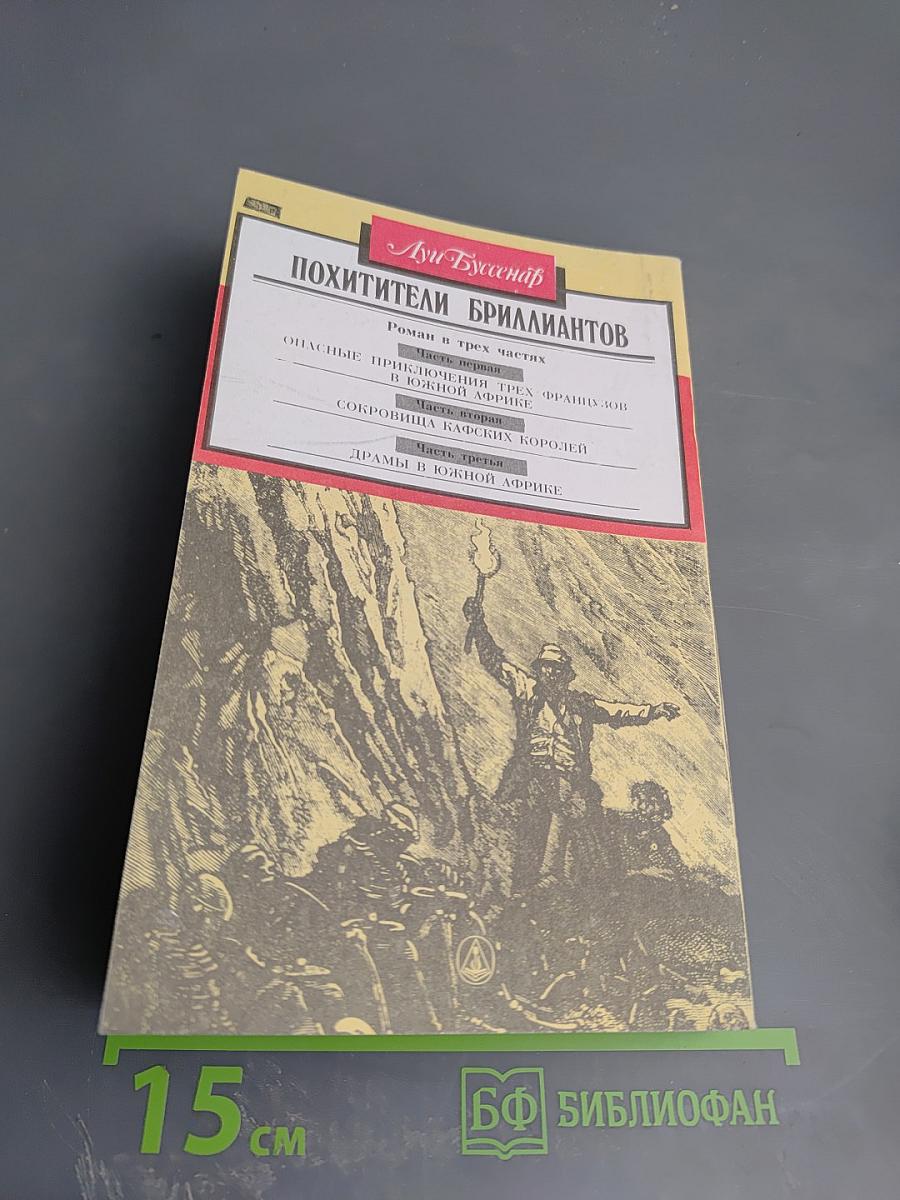 Луи Буссенар
ПОХИТИТЕЛИ БРИЛЛИАНТОВ
Роман в трех частях
Часть первая
ОПАСНЫЕ ПРИКЛЮЧЕНИЯ ТРЕХ ФРАНЦУЗОВ
В ЮЖНОЙ АФРИКЕ
Часть вторая
СОКРОВИЩА КАФСКИХ КОРОЛЕЙ
Часть третья
ДРАМЫ В ЮЖНОЙ АФРИКЕ
15 см
БФ БИБЛИОФАН